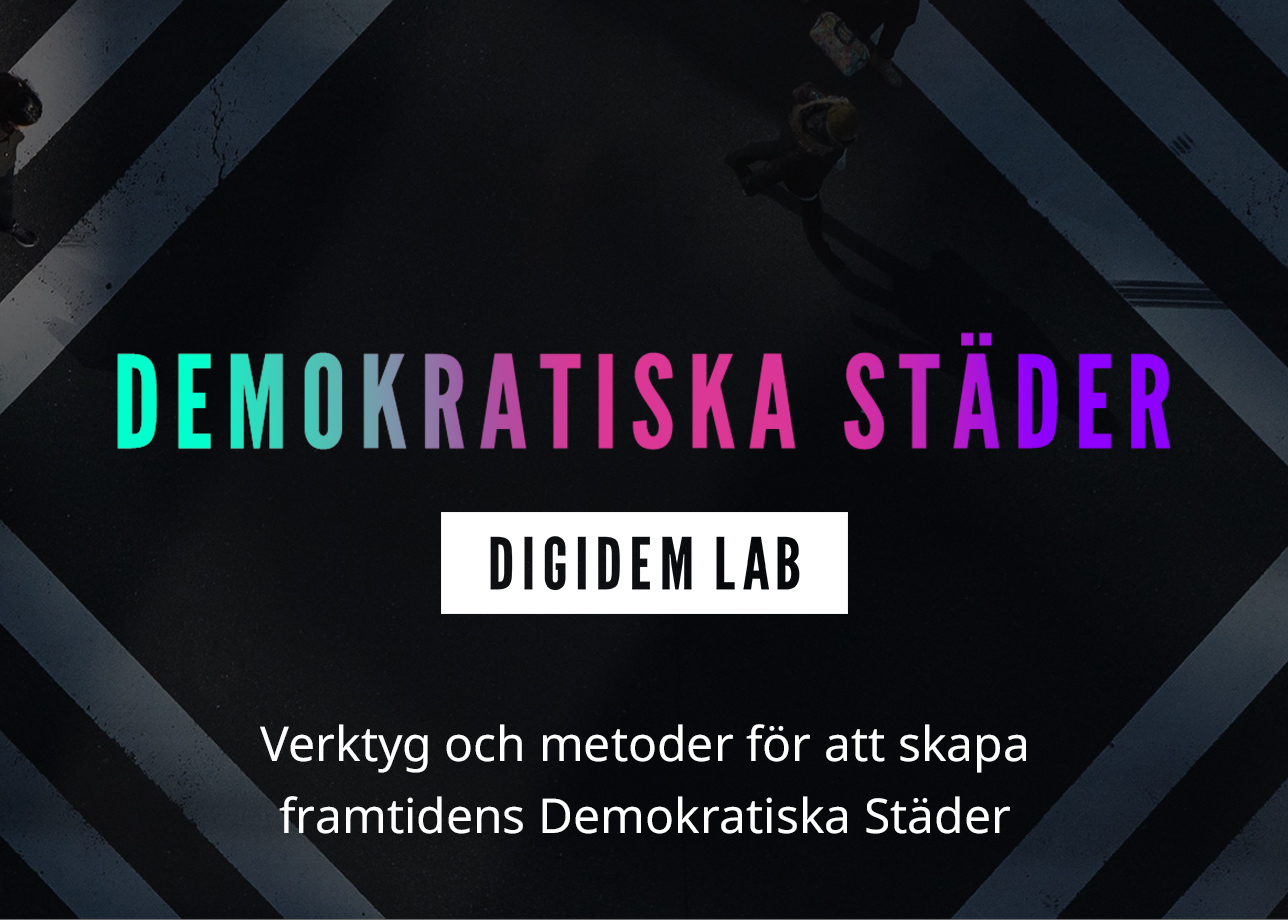 DEMOKRATISKA STÄDER
DIGIDEM LAB
Verktyg och metoder för att skapa
framtidens Demokratiska Städer